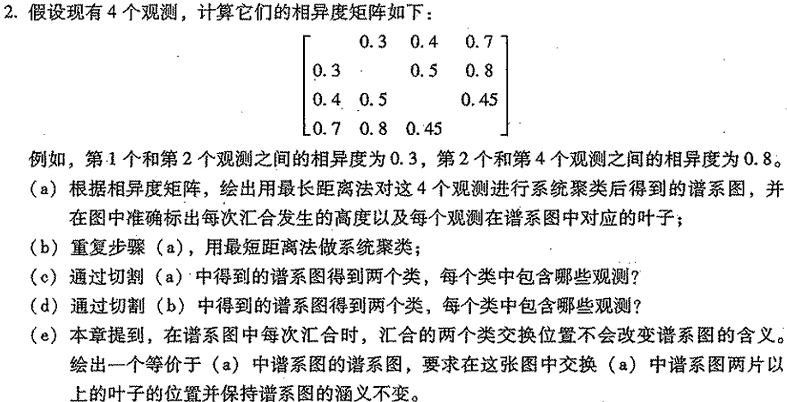 2. 假设现有 4 个观测，计算它们的相异度矩阵如下：
0.3 0.4 0.7
0.3 0.5 0.8
0.4 0.5 0.45
0.7 0.8 0.45
例如，第 1 个和第 2 个观测之间的相异度为 0.3，第 2 个和第 4 个观测之间的相异度为 0.8。
(a) 根据相异度矩阵，绘出用最长距离法对这 4 个观测进行系统聚类后得到的谱系图，并
在图中准确标出每次汇合发生的高度以及每个观测在谱系图中对应的叶子；
(b) 重复步骤 (a)，用最短距离法做系统聚类；
(c) 通过切割 (a) 中得到的谱系图得到两个类，每个类中包含哪些观测？
(d) 通过切割 (b) 中得到的谱系图得到两个类，每个类中包含哪些观测？
(e) 本章提到，在谱系图中每次汇合时，汇合的两个类交换位置不会改变谱系图的含义。
绘出一个等价于 (a) 中谱系图的谱系图，要求在这张图中交换 (a) 中谱系图两片以
上的叶子的位置并保持谱系图的涵义不变。